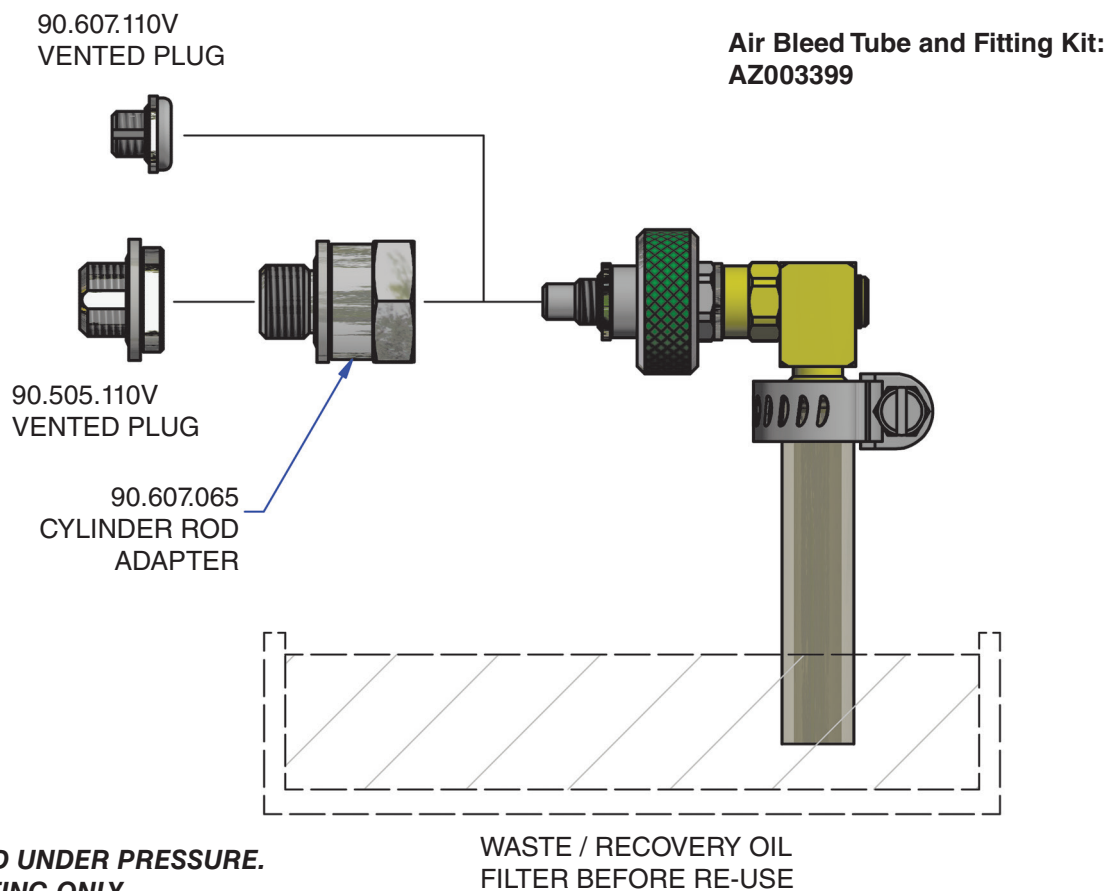 90.607.110V
VENTED PLUG
Air Bleed Tube and Fitting Kit:
AZ003399
90.505.110V
VENTED PLUG
90.607.065
CYLINDER ROD
ADAPTER
UNDER PRESSURE.
ONLY
WASTE / RECOVERY OIL
FILTER BEFORE RE-USE